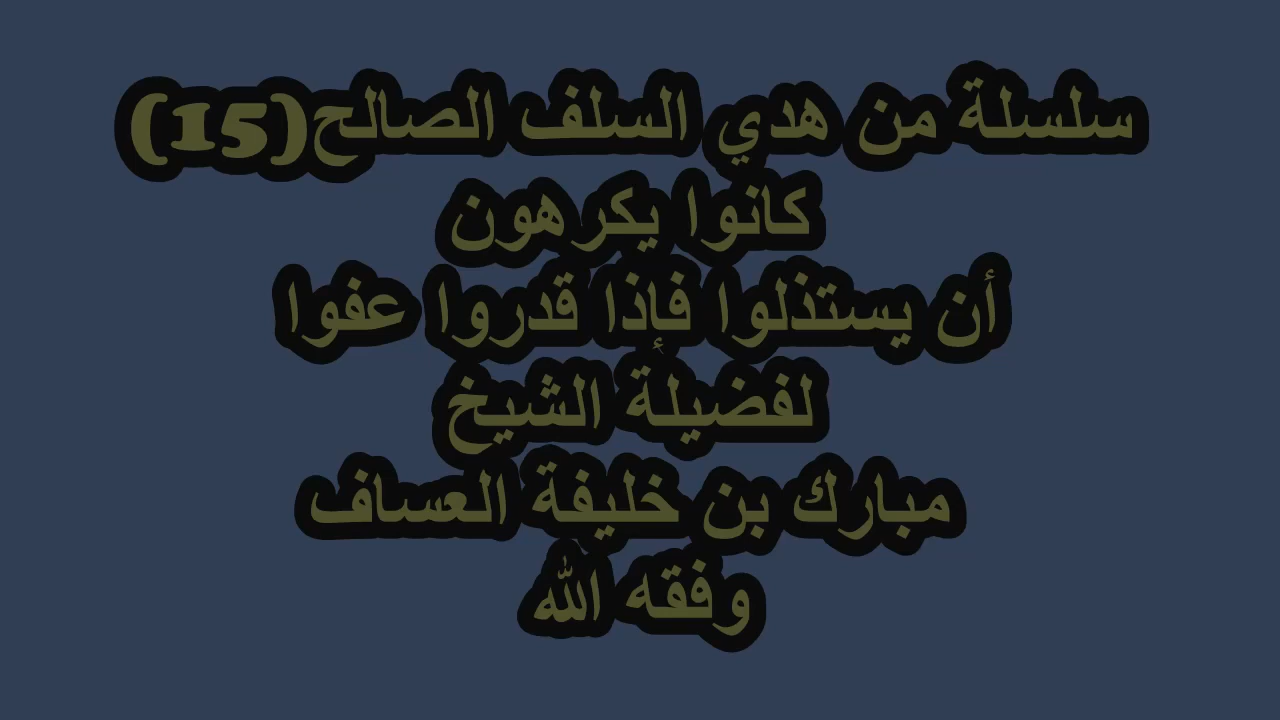 سلسلة من هدي السلف الصالح(15)
كانوا يكرهون
أن يستذلوا فأذا قدروا عفوا
لفضيلة الشيخ
مبارك بن خليفة العساف
وفقه الله